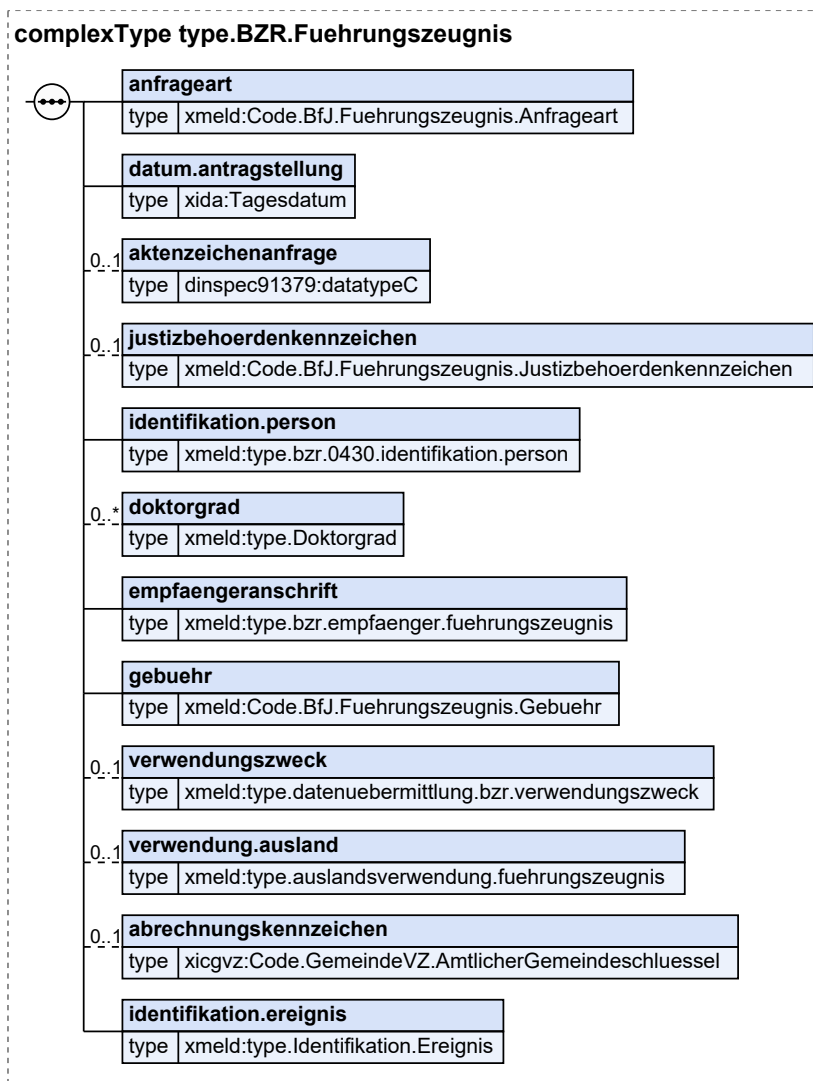 complexType type.BZR.Fuehrungszeugnis
anfrageart
type xmeld:Code.BfJ.Fuehrungszeugnis.Anfrageart
datum.antragstellung
type xida:Tagesdatum
0..1 aktenzeichenanfrage
type dinspec91379:datatypeC
0..1 justizbehoerdenkennzeichen
type xmeld:Code.BfJ.Fuehrungszeugnis.Justizbehoerdenkennzeichen
identifikation.person
type xmeld:type.bzr.0430.identifikation.person
0..* doktorgrad
type xmeld:type.Doktorgrad
empfaengeranschrift
type xmeld:type.bzr.empfaenger.fuehrungszeugnis
gebuehr
type xmeld:Code.BfJ.Fuehrungszeugnis.Gebuehr
0..1 verwendungszweck
type xmeld:type.datenuebermittlung.bzr.verwendungszweck
0..1 verwendung.ausland
type xmeld:type.auslandsverwendung.fuehrungszeugnis
0..1 abrechnungskennzeichen
type xicgvz:Code.GemeindeVZ.AmtlicherGemeindeschluessel
identifikation.ereignis
type xmeld:type.Identifikation.Ereignis